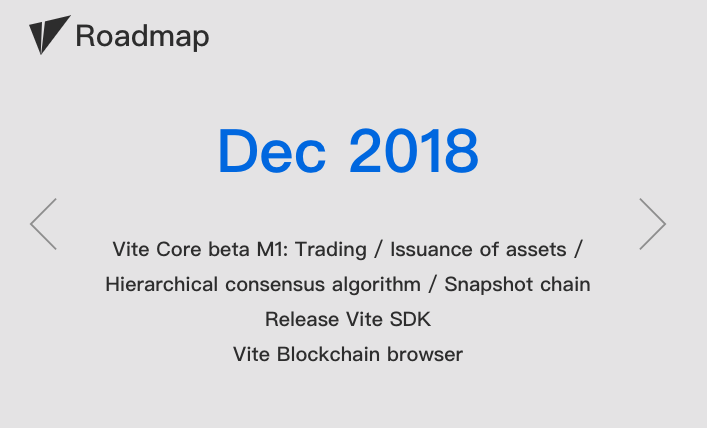 Roadmap
Dec 2018
Vite Core beta M1: Trading / Issuance of assets /
Hierarchical consensus algorithm / Snapshot chain
Release Vite SDK
Vite Blockchain browser